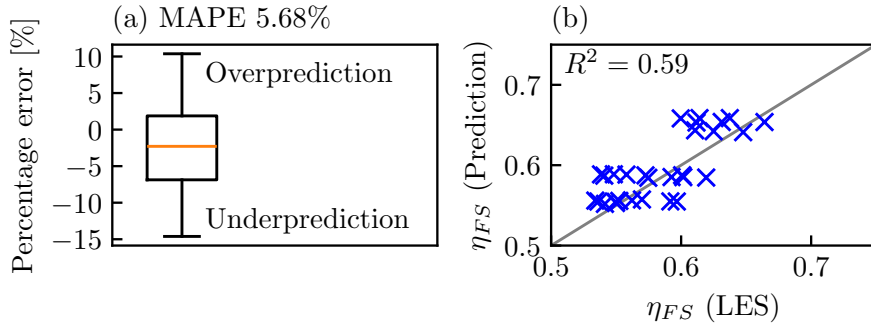 (a) MAPE 5.68%
Percentage error [%]
10
5
0
−5
−10
−15
Overprediction
Underprediction
(b)
η_FS (Prediction)
0.7
0.6
0.5
R² = 0.59
0.5 0.6 0.7
η_FS (LES)